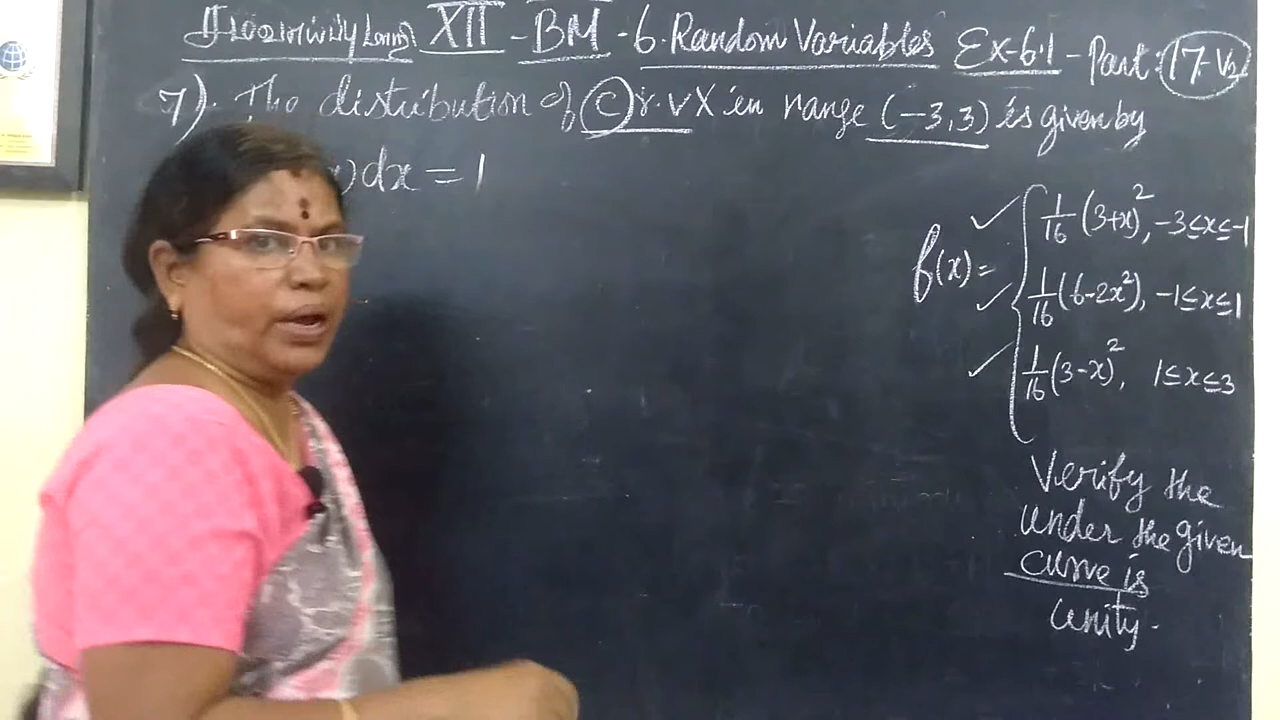 XII - BM - 6. Random Variables Ex-6.1 - Part: 17-V2
7). The distribution of (C) r.v X in range (-3,3) is given by
x)dx = 1
f(x) = { 1/16 (3+x)², -3≤x≤-1
1/16 (6-2x²), -1≤x≤1
1/16 (3-x)², 1≤x≤3
Verify the
under the given
curve is
unity.